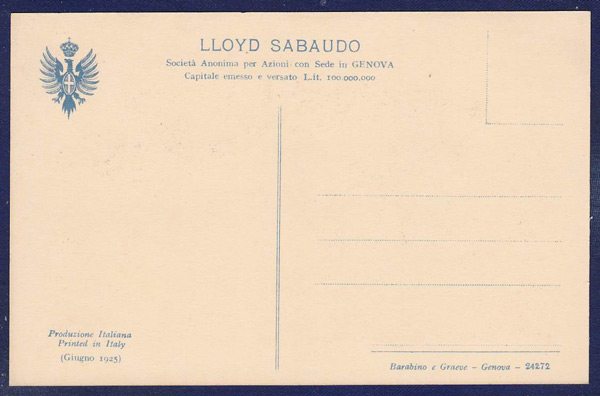 LLOYD SABAUDO
Società Anonima per Azioni con Sede in GENOVA
Capitale emesso e versato L.it. 100.000,000
Produzione Italiana
Printed in Italy
(Giugno 1925)
Barabino e Graeve - Genova - 24272